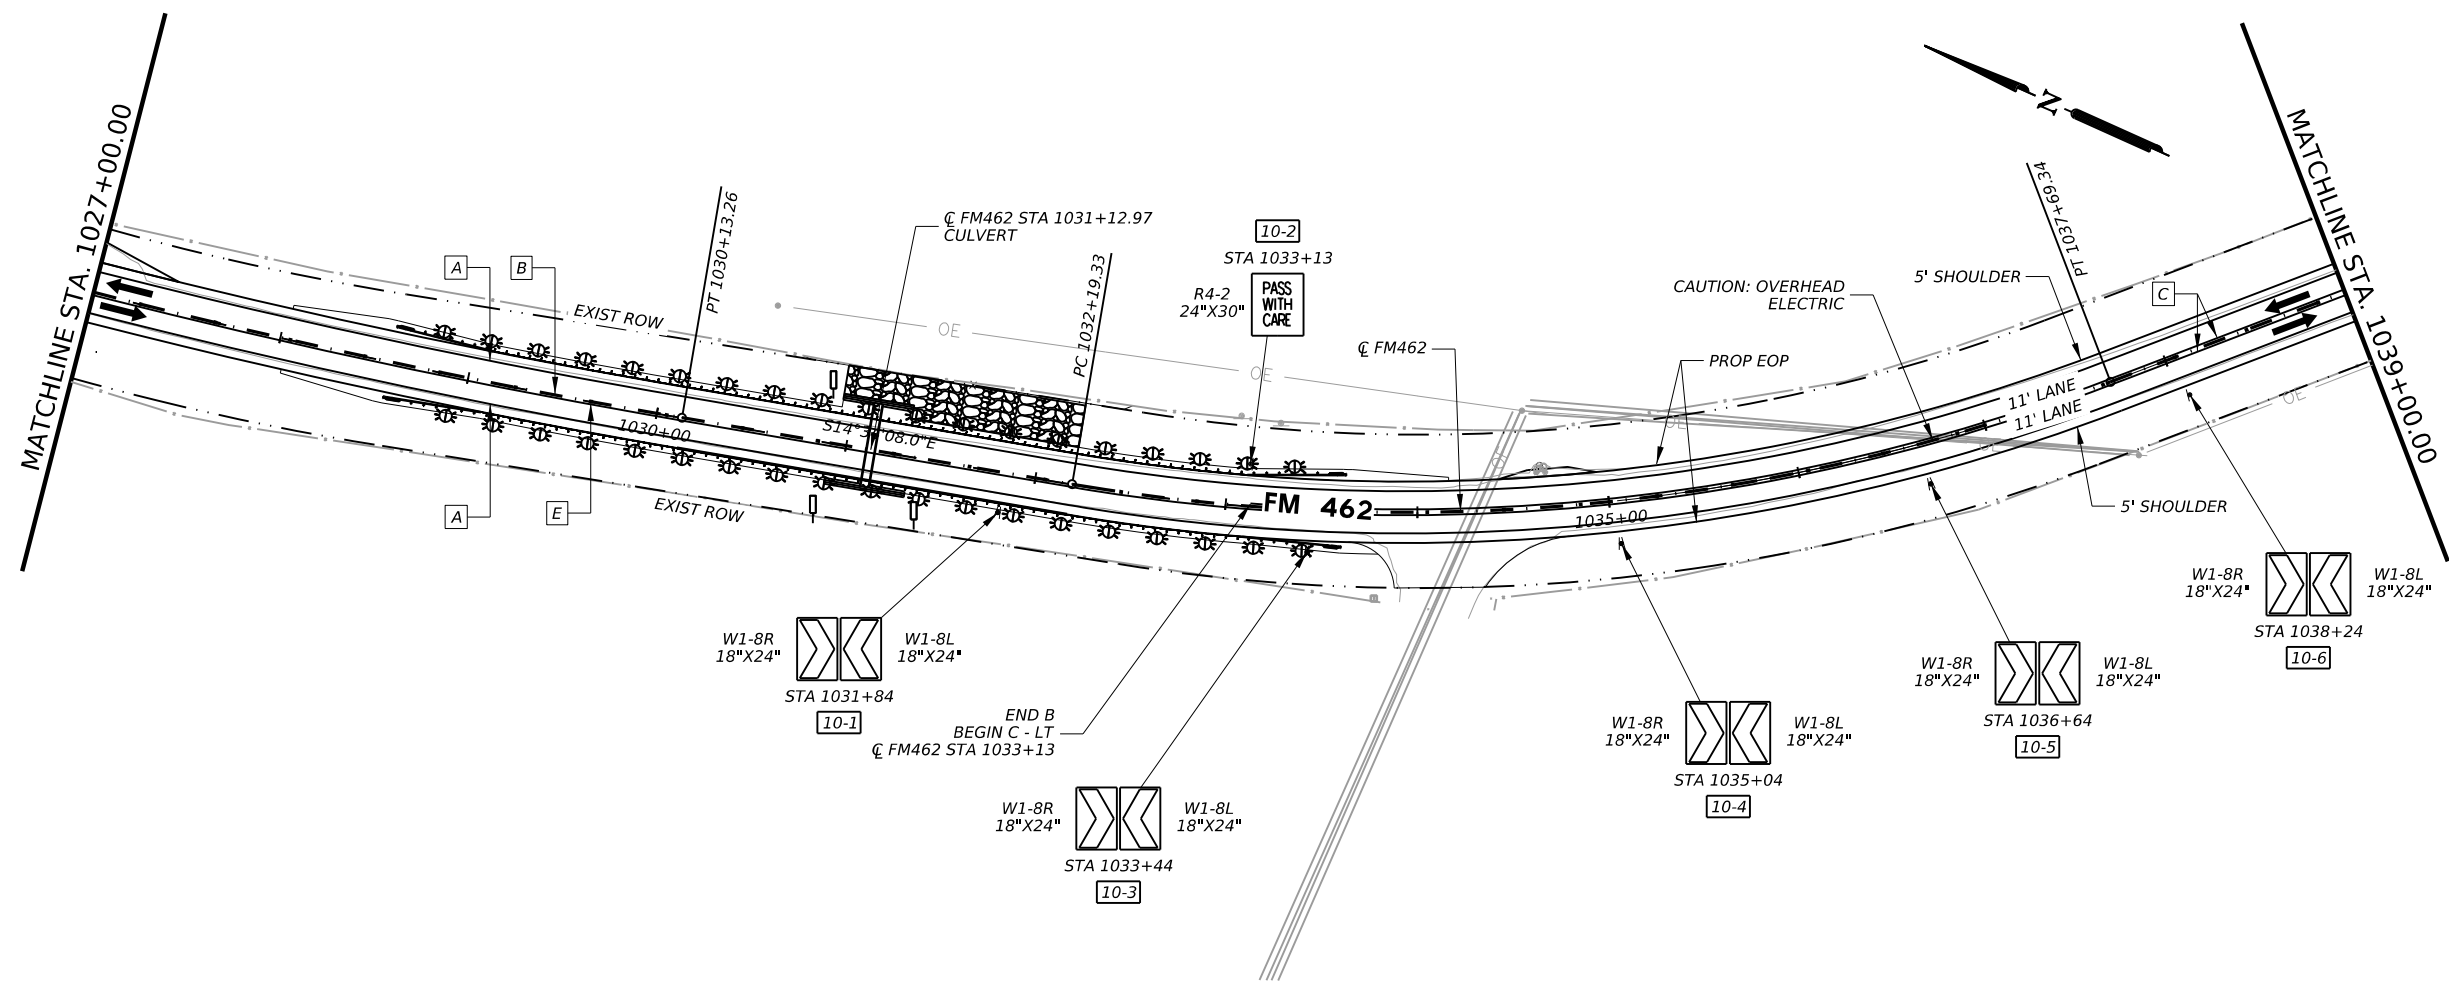 MATCHLINE STA. 1027+00.00
A
B
A
E
EXIST ROW
EXIST ROW
PT 1030+13.26
1030+00
℄ FM462 STA 1031+12.97
CULVERT
PC 1032+19.33
OE
OE
10-2
STA 1033+13
R4-2
24"X30"
PASS
WITH
CARE
℄ FM462
FM 462
PROP EOP
CAUTION: OVERHEAD
ELECTRIC
5' SHOULDER
PT 1037+69.34
N
C
11' LANE
11' LANE
OE
OE
OE
1035+00
5' SHOULDER
MATCHLINE STA. 1039+00.00
W1-8R
18"X24"
W1-8L
18"X24"
STA 1031+84
10-1
END B
BEGIN C - LT
℄ FM462 STA 1033+13
W1-8R
18"X24"
W1-8L
18"X24"
STA 1033+44
10-3
W1-8R
18"X24"
W1-8L
18"X24"
STA 1035+04
10-4
W1-8R
18"X24"
W1-8L
18"X24"
STA 1036+64
10-5
W1-8R
18"X24"
W1-8L
18"X24"
STA 1038+24
10-6